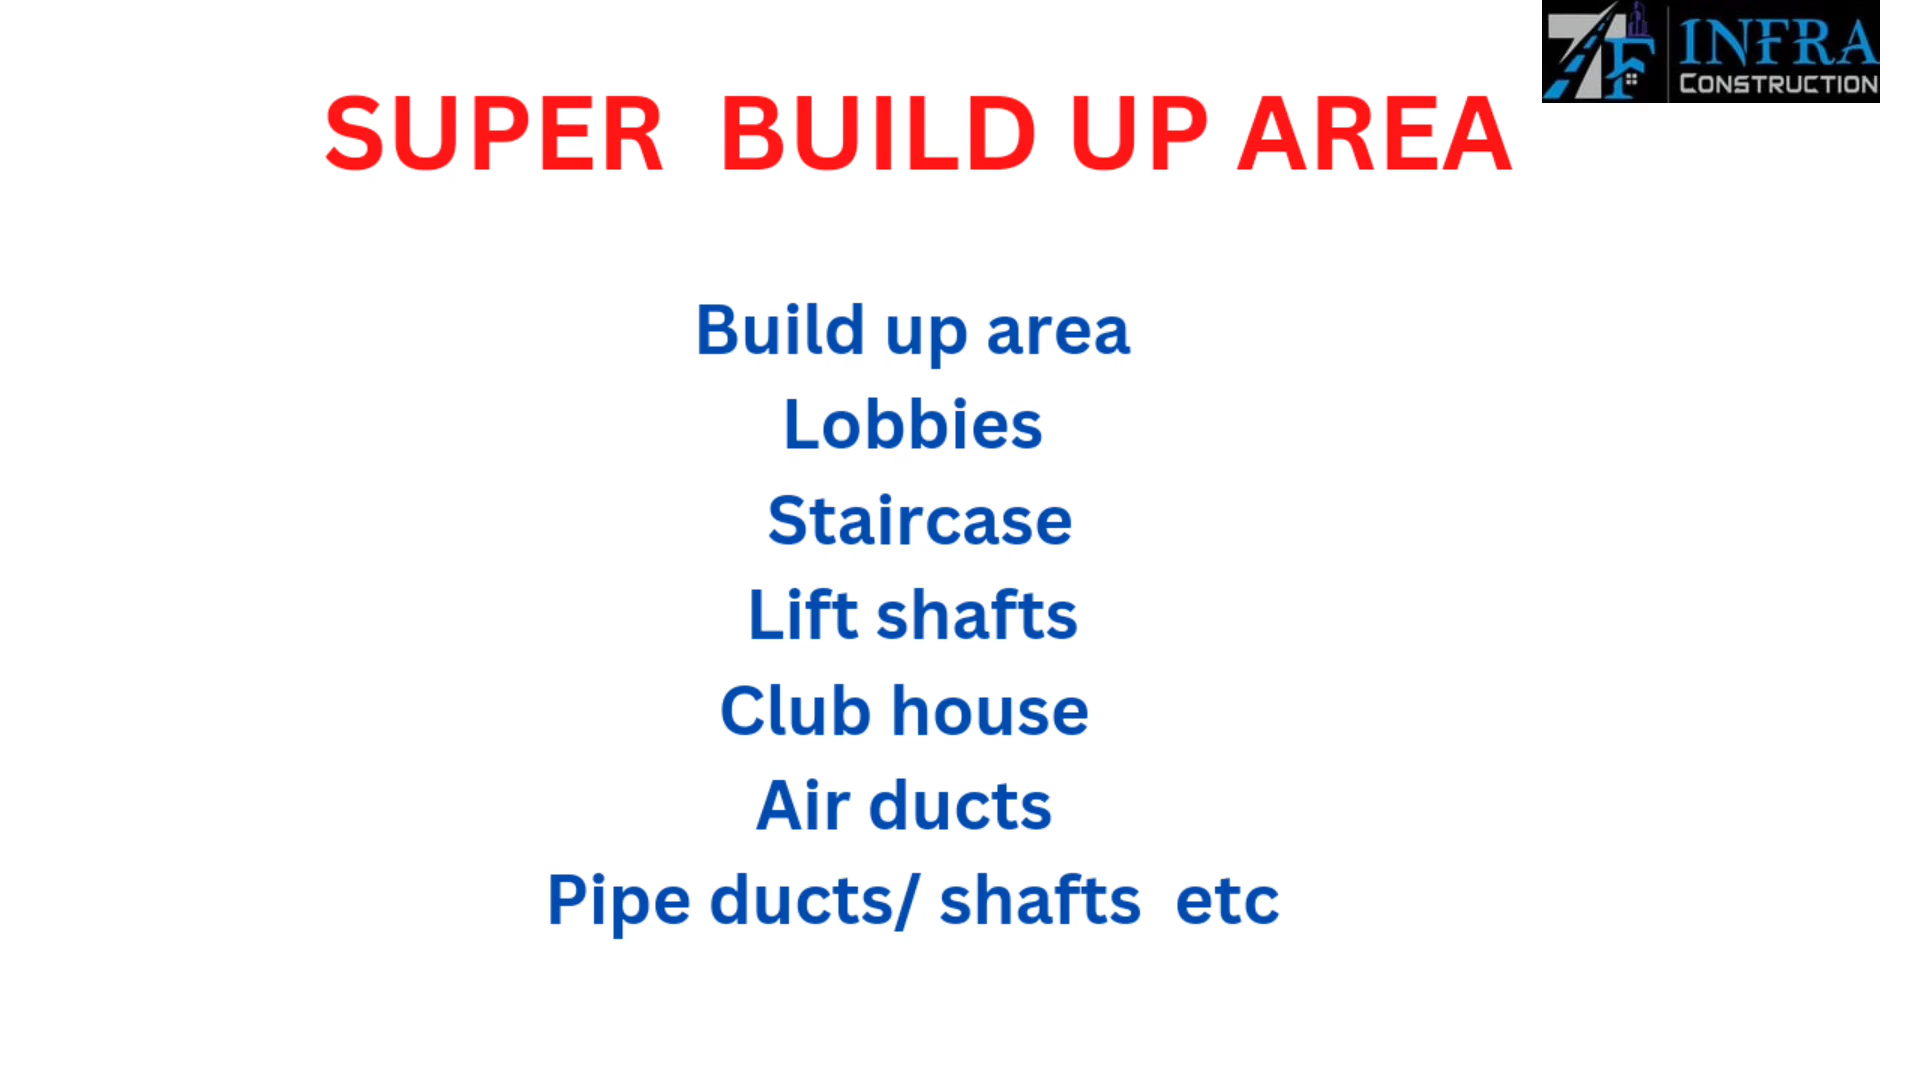 7F INFRA
CONSTRUCTION
SUPER BUILD UP AREA
Build up area
Lobbies
Staircase
Lift shafts
Club house
Air ducts
Pipe ducts/ shafts etc